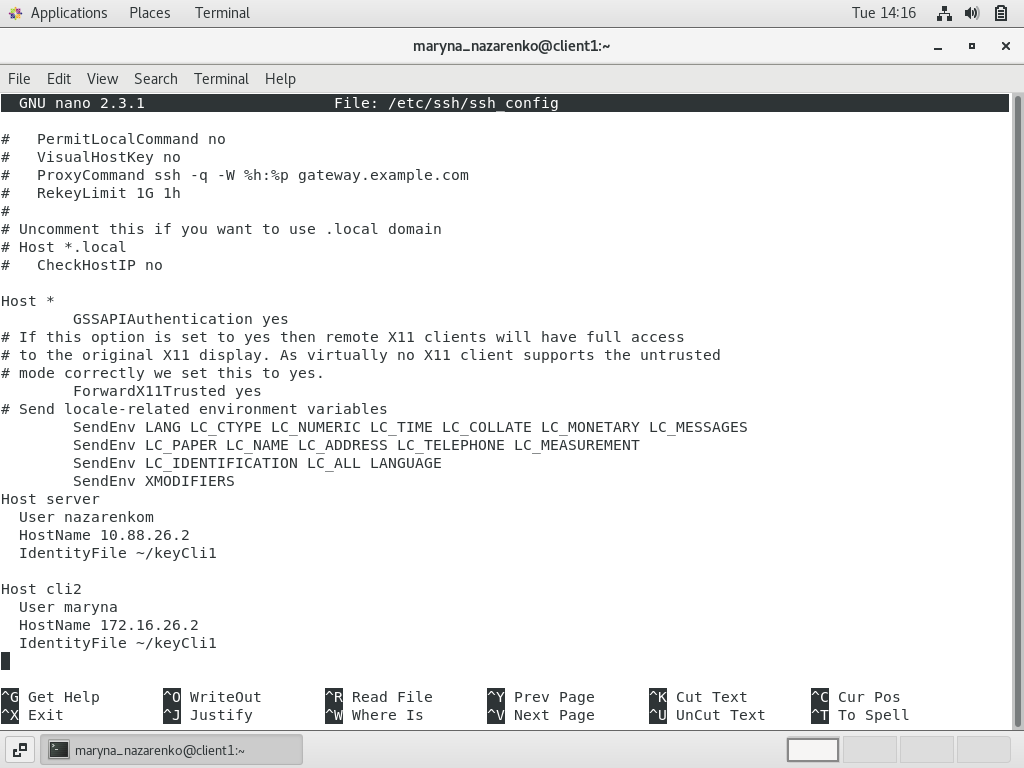 Applications Places Terminal Tue 14:16
maryna_nazarenko@client1:~
File Edit View Search Terminal Help
GNU nano 2.3.1 File: /etc/ssh/ssh_config
#   PermitLocalCommand no
#   VisualHostKey no
#   ProxyCommand ssh -q -W %h:%p gateway.example.com
#   RekeyLimit 1G 1h
#
# Uncomment this if you want to use .local domain
# Host *.local
#   CheckHostIP no
Host *
        GSSAPIAuthentication yes
# If this option is set to yes then remote X11 clients will have full access
# to the original X11 display. As virtually no X11 client supports the untrusted
# mode correctly we set this to yes.
        ForwardX11Trusted yes
# Send locale-related environment variables
        SendEnv LANG LC_CTYPE LC_NUMERIC LC_TIME LC_COLLATE LC_MONETARY LC_MESSAGES
        SendEnv LC_PAPER LC_NAME LC_ADDRESS LC_TELEPHONE LC_MEASUREMENT
        SendEnv LC_IDENTIFICATION LC_ALL LANGUAGE
        SendEnv XMODIFIERS
Host server
  User nazarenkom
  HostName 10.88.26.2
  IdentityFile ~/keyCli1
Host cli2
  User maryna
  HostName 172.16.26.2
  IdentityFile ~/keyCli1
^G Get Help ^O WriteOut ^R Read File ^Y Prev Page ^K Cut Text ^C Cur Pos
^X Exit ^J Justify ^W Where Is ^V Next Page ^U UnCut Text ^T To Spell
maryna_nazarenko@client1:~